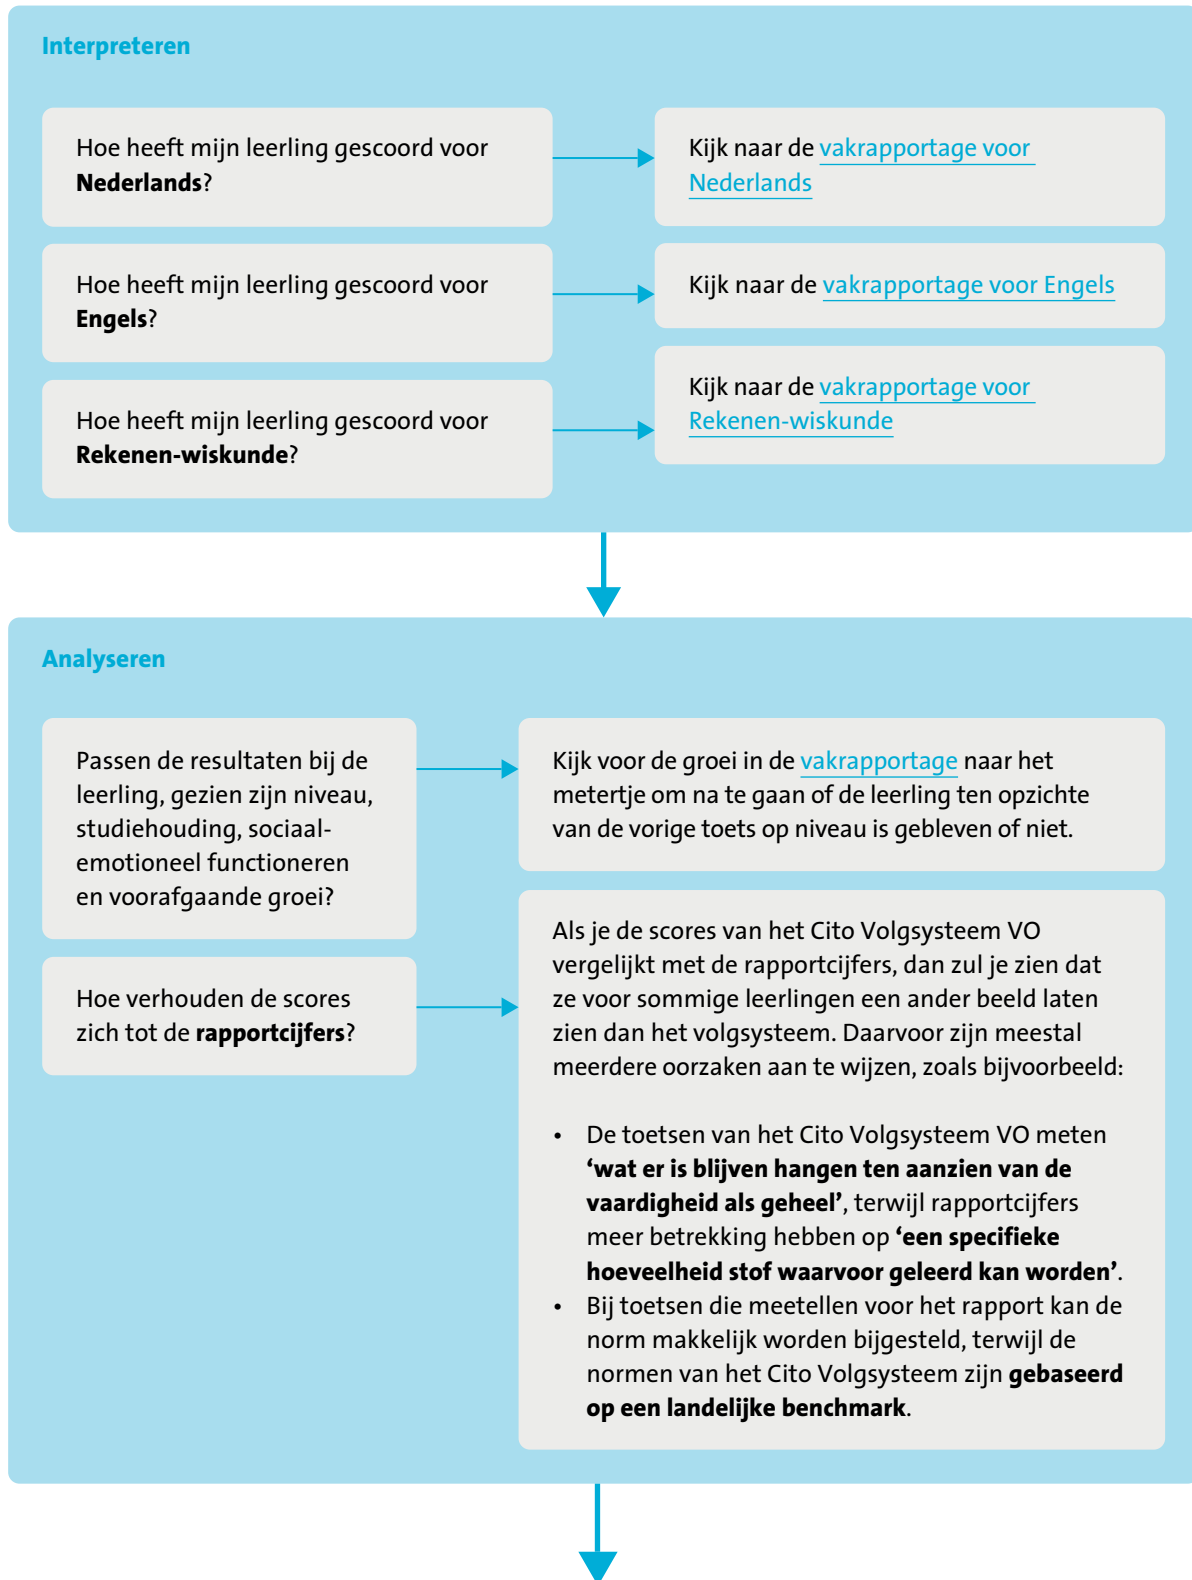 Interpreteren
Hoe heeft mijn leerling gescoord voor
Nederlands?
Kijk naar de vakrapportage voor
Nederlands
Hoe heeft mijn leerling gescoord voor
Engels?
Kijk naar de vakrapportage voor Engels
Hoe heeft mijn leerling gescoord voor
Rekenen-wiskunde?
Kijk naar de vakrapportage voor
Rekenen-wiskunde
Analyseren
Passen de resultaten bij de
leerling, gezien zijn niveau,
studiehouding, sociaal-
emotioneel functioneren
en voorafgaande groei?
Kijk voor de groei in de vakrapportage naar het
metertje om na te gaan of de leerling ten opzichte
van de vorige toets op niveau is gebleven of niet.
Hoe verhouden de scores
zich tot de rapportcijfers?
Als je de scores van het Cito Volgsysteem VO
vergelijkt met de rapportcijfers, dan zul je zien dat
ze voor sommige leerlingen een ander beeld laten
zien dan het volgsysteem. Daarvoor zijn meestal
meerdere oorzaken aan te wijzen, zoals bijvoorbeeld:
• De toetsen van het Cito Volgsysteem VO meten
‘wat er is blijven hangen ten aanzien van de
vaardigheid als geheel’, terwijl rapportcijfers
meer betrekking hebben op ‘een specifieke
hoeveelheid stof waarvoor geleerd kan worden’.
• Bij toetsen die meetellen voor het rapport kan de
norm makkelijk worden bijgesteld, terwijl de
normen van het Cito Volgsysteem zijn gebaseerd
op een landelijke benchmark.